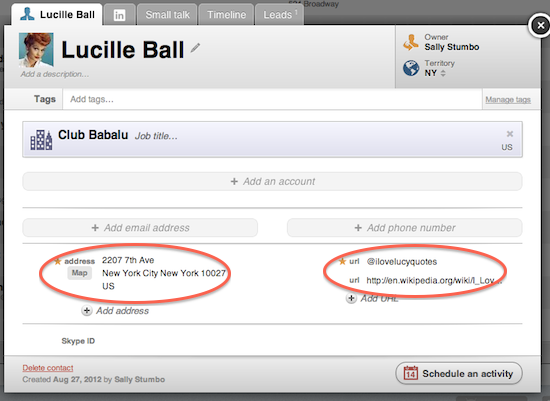 Broadway
Lucille Ball
in
Small talk
Timeline
Leads 1
Lucille Ball
Add a description…
Owner
Sally Stumbo
Territory
NY
Tags
Add tags…
Manage tags
Club Babalu Job title…
US
+ Add an account
+ Add email address
+ Add phone number
address 2207 7th Ave
Map New York City New York 10027
US
+ Add address
url @ilovelucyquotes
url http://en.wikipedia.org/wiki/I_Lov…
+ Add URL
Skype ID
Delete contact
Created Aug 27, 2012 by Sally Stumbo
14 Schedule an activity